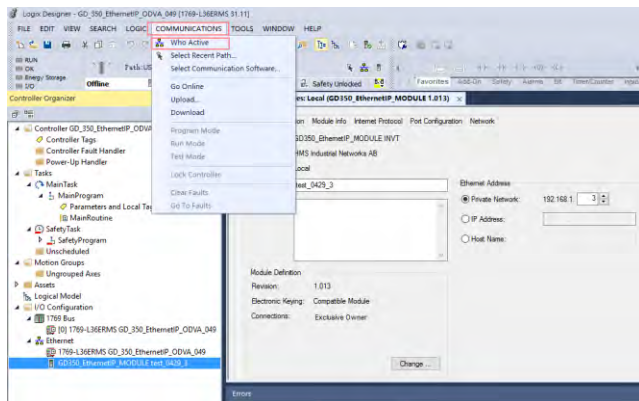 Logix Designer - GD_350_EthernetIP_ODVA_049 [1769-L36ERMS 31.11]
FILE EDIT VIEW SEARCH LOGIC COMMUNICATIONS TOOLS WINDOW HELP
Who Active
Select Recent Path...
Select Communication Software...
Go Online
Upload...
Download
Program Mode
Run Mode
Test Mode
Lock Controller
Clear Faults
Go To Faults
RUN
OK
Energy Storage
I/O
Offline
Safety Unlocked
Favorites Add-On Safety Alarms Bit Timer/Counter
Controller Organizer
Controller GD_350_EthernetIP_ODVA
Controller Tags
Controller Fault Handler
Power-Up Handler
Tasks
MainTask
MainProgram
Parameters and Local Tag
MainRoutine
SafetyTask
SafetyProgram
Unscheduled
Motion Groups
Ungrouped Axes
Assets
Logical Model
I/O Configuration
1769 Bus
[0] 1769-L36ERMS GD_350_EthernetIP_ODVA_049
Ethernet
1769-L36ERMS GD_350_EthernetIP_ODVA_049
GD350_EthernetIP_MODULE test_0429_3
es: Local (GD350_EthernetIP_MODULE 1.013)
Module Info Internet Protocol Port Configuration Network
GD350_EthernetIP_MODULE INVT
HMS Industrial Networks AB
Local
test_0429_3
Ethernet Address
Private Network: 192.168.1. 3
IP Address:
Host Name:
Module Definition
Revision: 1.013
Electronic Keying: Compatible Module
Connections: Exclusive Owner
Change ...
Errors